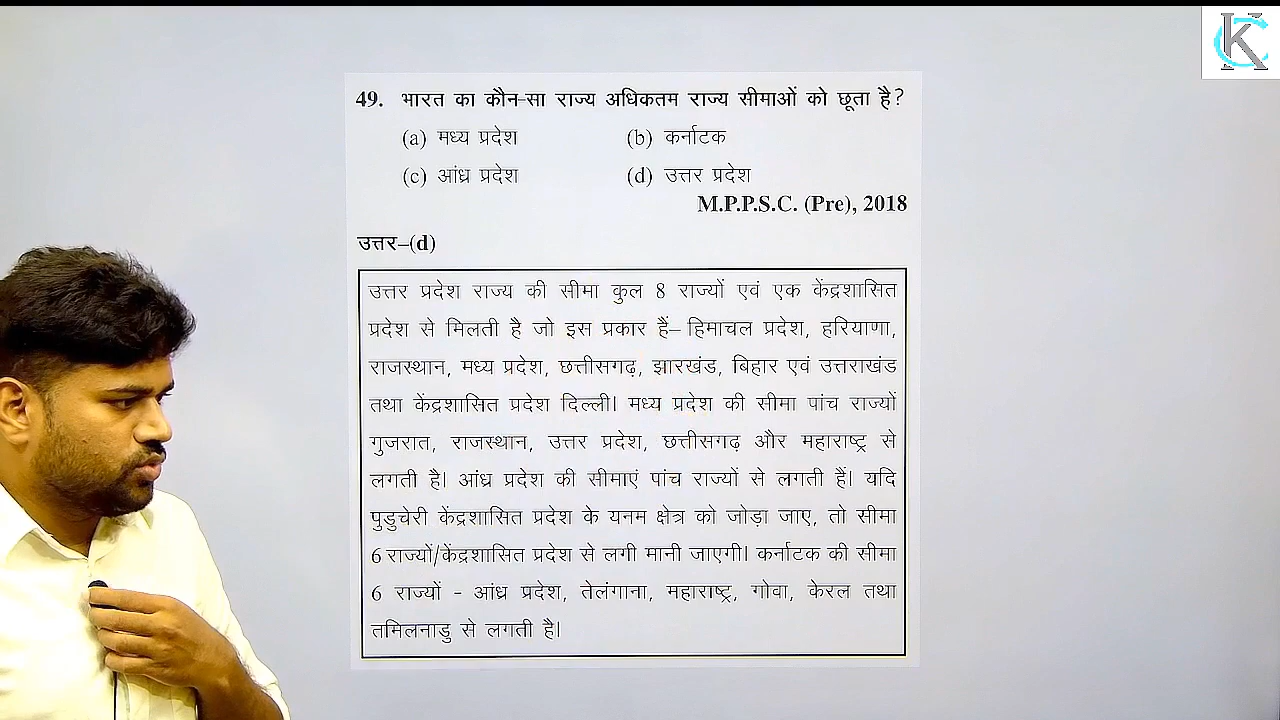 49. भारत का कौन-सा राज्य अधिकतम राज्य सीमाओं को छूता है?
(a) मध्य प्रदेश (b) कर्नाटक
(c) आंध्र प्रदेश (d) उत्तर प्रदेश
M.P.P.S.C. (Pre), 2018
उत्तर–(d)
उत्तर प्रदेश राज्य की सीमा कुल 8 राज्यों एवं एक केंद्रशासित
प्रदेश से मिलती है जो इस प्रकार हैं– हिमाचल प्रदेश, हरियाणा,
राजस्थान, मध्य प्रदेश, छत्तीसगढ़, झारखंड, बिहार एवं उत्तराखंड
तथा केंद्रशासित प्रदेश दिल्ली। मध्य प्रदेश की सीमा पांच राज्यों
गुजरात, राजस्थान, उत्तर प्रदेश, छत्तीसगढ़ और महाराष्ट्र से
लगती है। आंध्र प्रदेश की सीमाएं पांच राज्यों से लगती हैं। यदि
पुडुचेरी केंद्रशासित प्रदेश के यनम क्षेत्र को जोड़ा जाए, तो सीमा
6 राज्यों/केंद्रशासित प्रदेश से लगी मानी जाएगी। कर्नाटक की सीमा
6 राज्यों - आंध्र प्रदेश, तेलंगाना, महाराष्ट्र, गोवा, केरल तथा
तमिलनाडु से लगती है।
KC